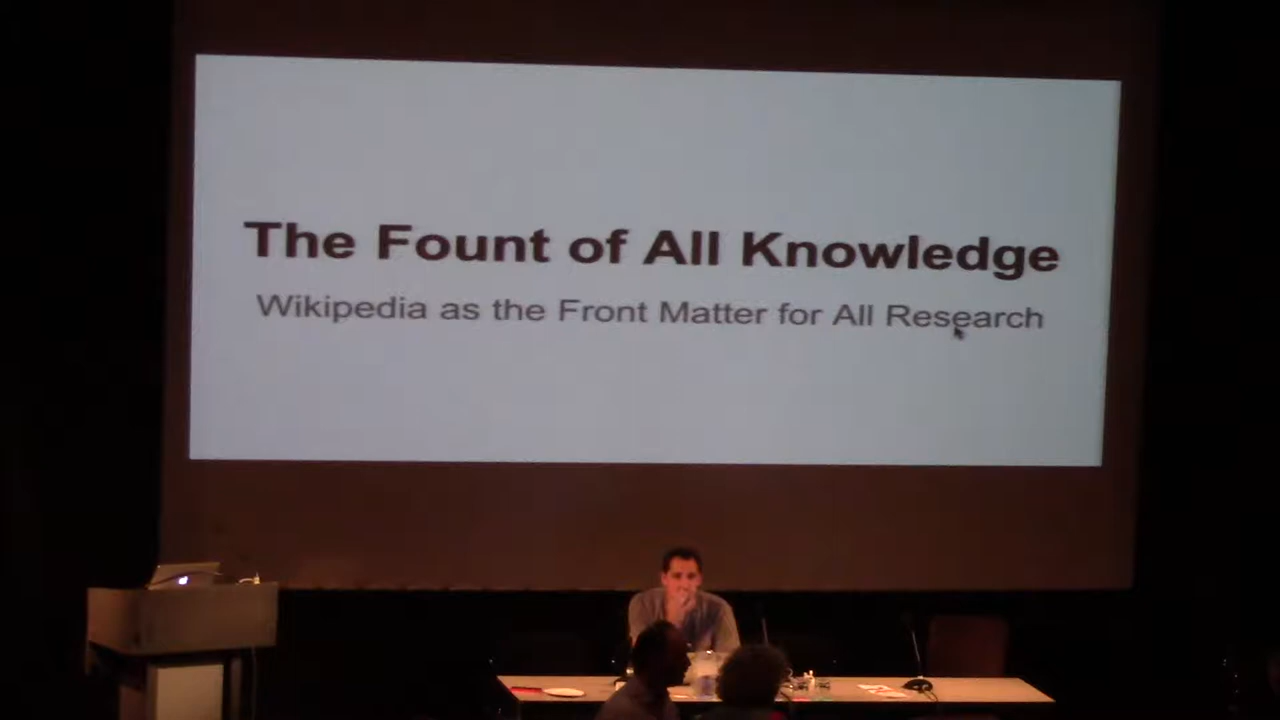 The Fount of All Knowledge
Wikipedia as the Front Matter for All Research